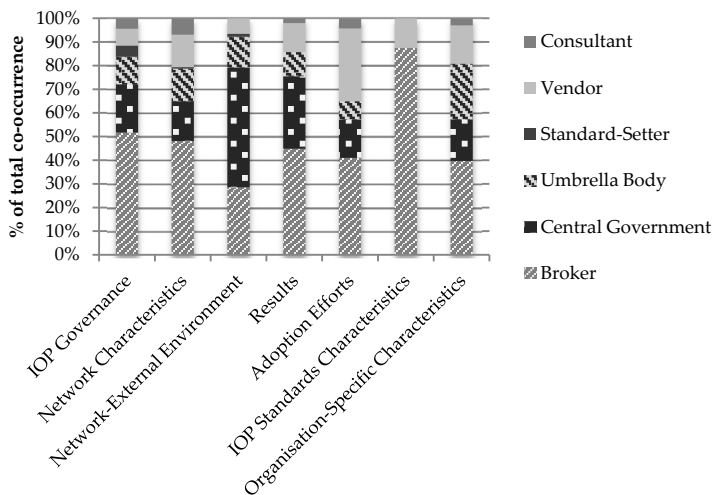 % of total co-occurrence
100%
90%
80%
70%
60%
50%
40%
30%
20%
10%
0%
IOP Governance
Network Characteristics
Network-External Environment
Results
Adoption Efforts
IOP Standards Characteristics
Organisation-Specific Characteristics
Consultant
Vendor
Standard-Setter
Umbrella Body
Central Government
Broker